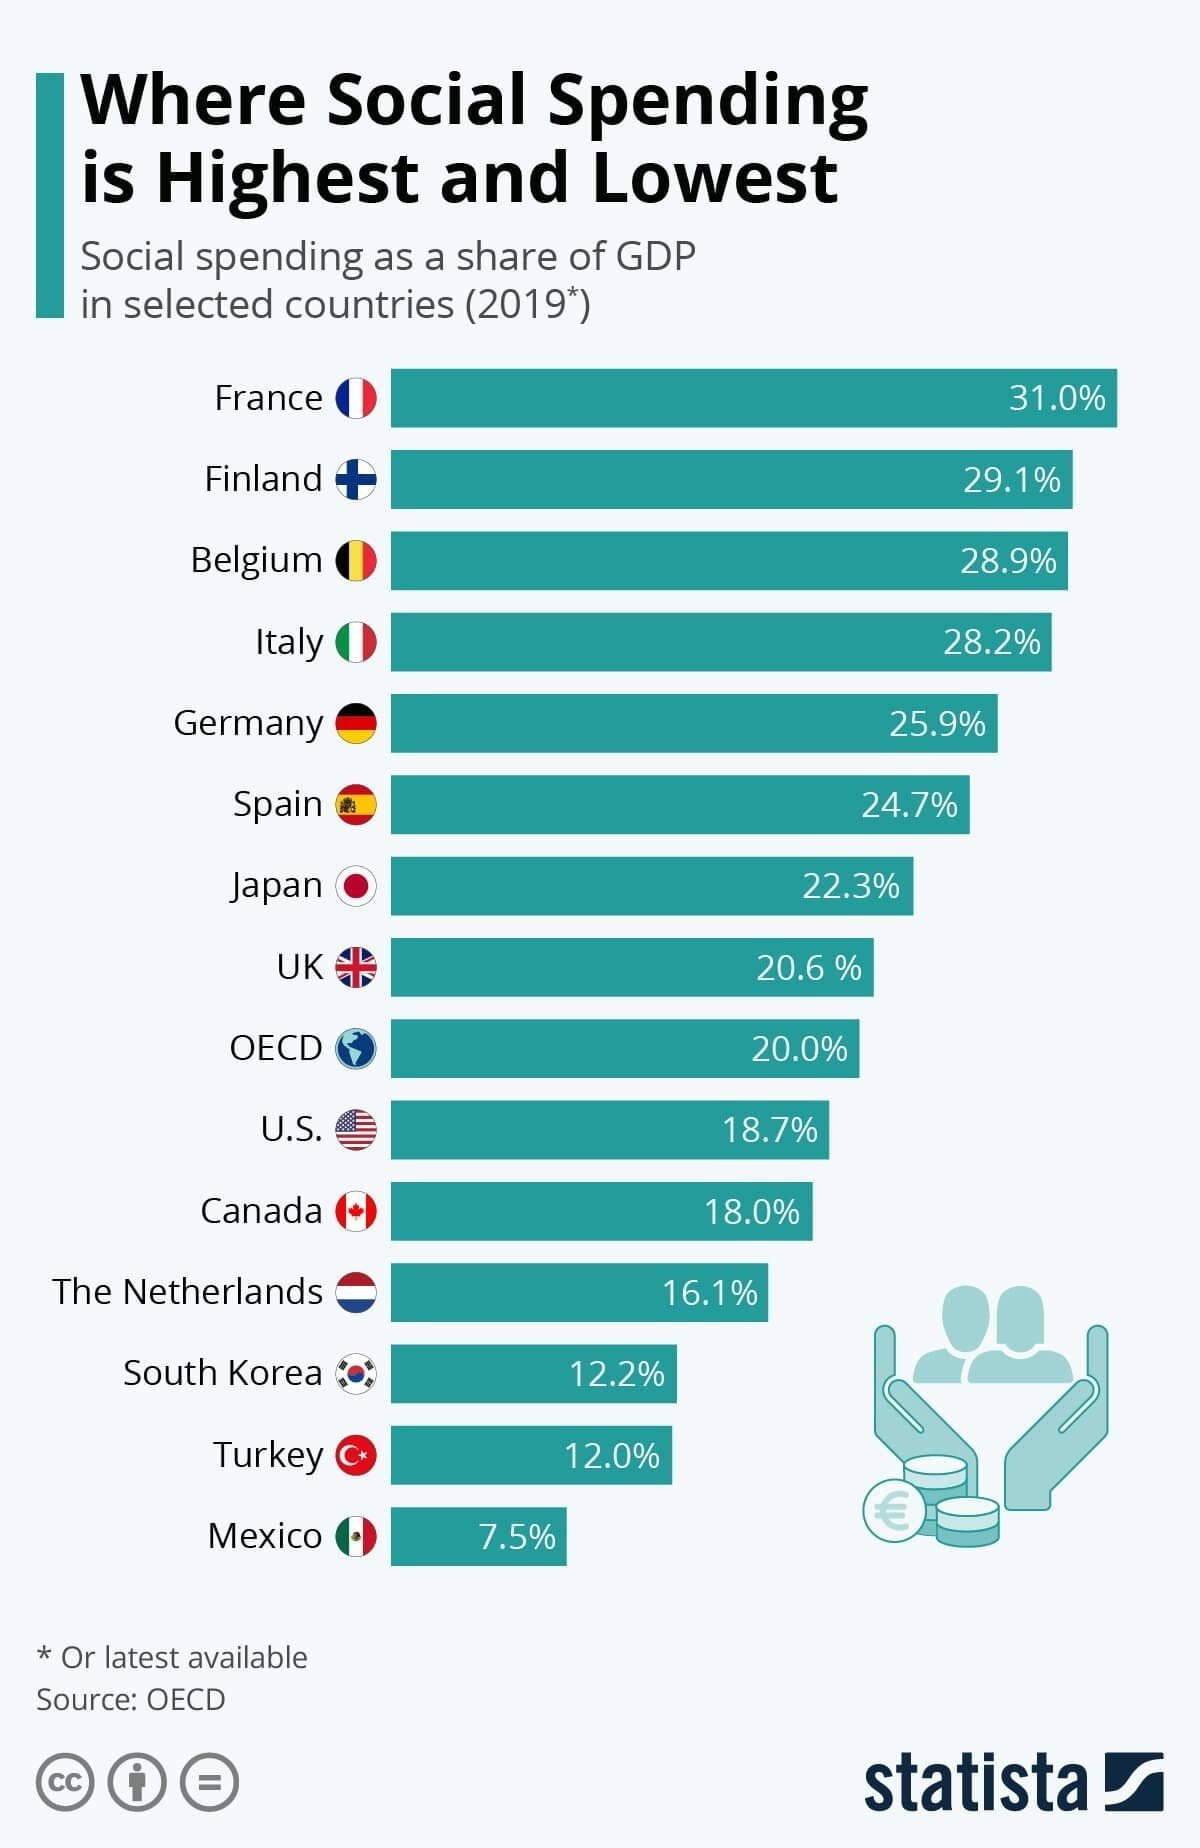 Where Social Spending
is Highest and Lowest
Social spending as a share of GDP
in selected countries (2019*)
France 31.0%
Finland 29.1%
Belgium 28.9%
Italy 28.2%
Germany 25.9%
Spain 24.7%
Japan 22.3%
UK 20.6 %
OECD 20.0%
U.S. 18.7%
Canada 18.0%
The Netherlands 16.1%
South Korea 12.2%
Turkey 12.0%
Mexico 7.5%
€
* Or latest available
Source: OECD
cc =
statista